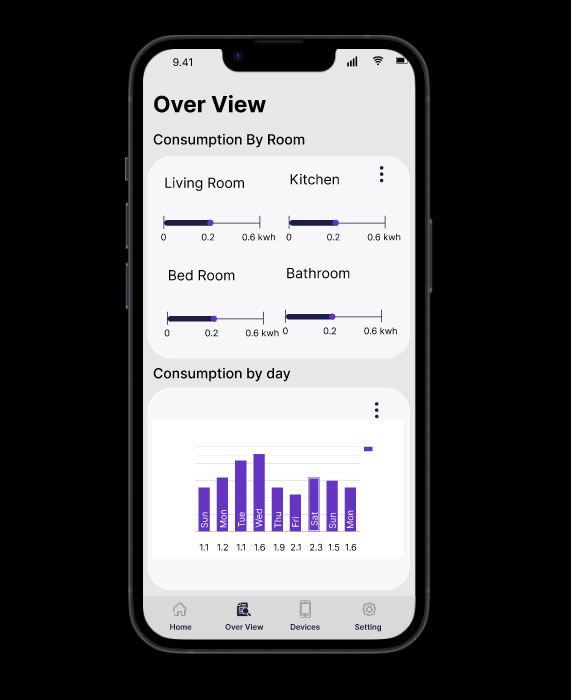 9.41
Over View
Consumption By Room
Living Room Kitchen
0 0.2 0.6 kwh 0 0.2 0.6 kwh
Bed Room Bathroom
0 0.2 0.6 kwh 0 0.2 0.6 kwh
Consumption by day
Sun Mon Tue Wed Thu Fri Sat Sun Mon
1.1 1.2 1.1 1.6 1.9 2.1 2.3 1.5 1.6
Home Over View Devices Setting